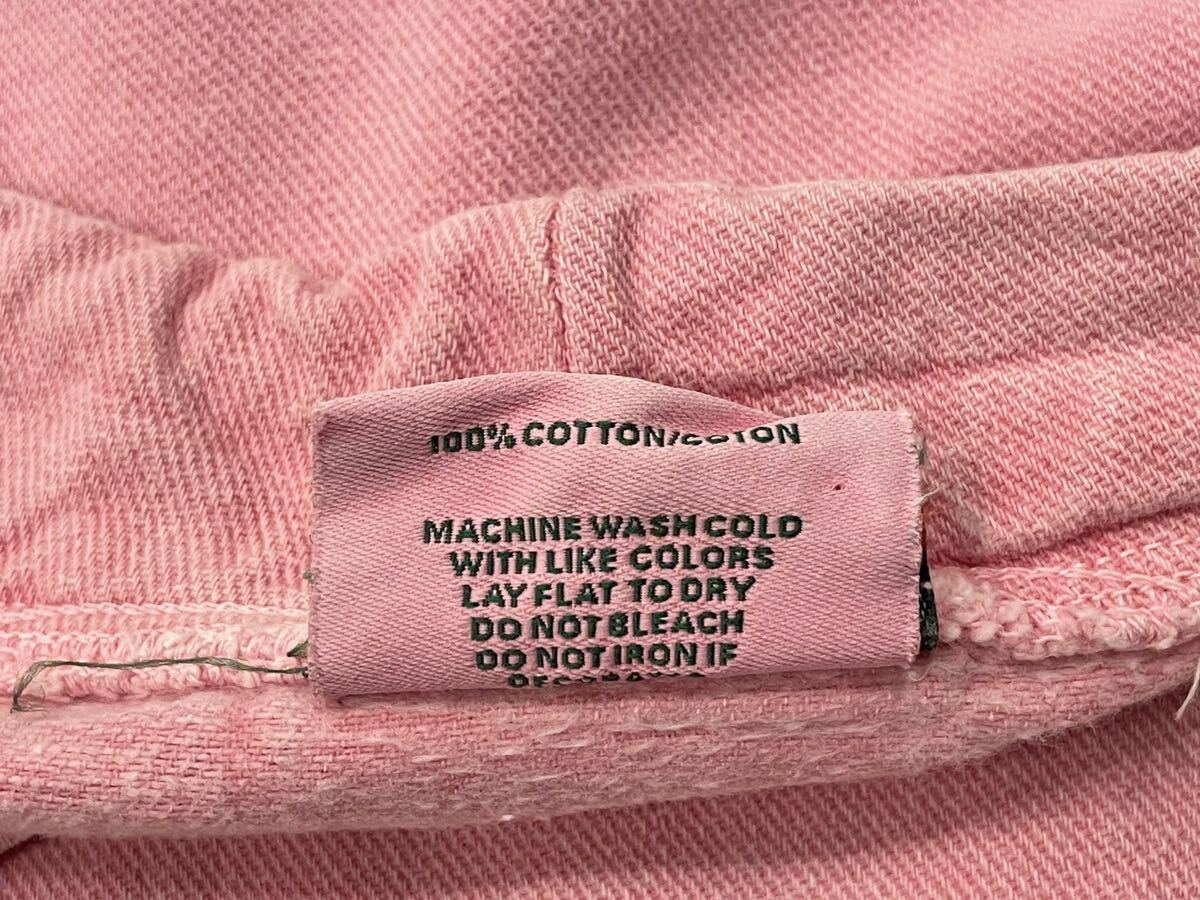 100% COTTON/COTON
MACHINE WASH COLD
WITH LIKE COLORS
LAY FLAT TO DRY
DO NOT BLEACH
DO NOT IRON IF